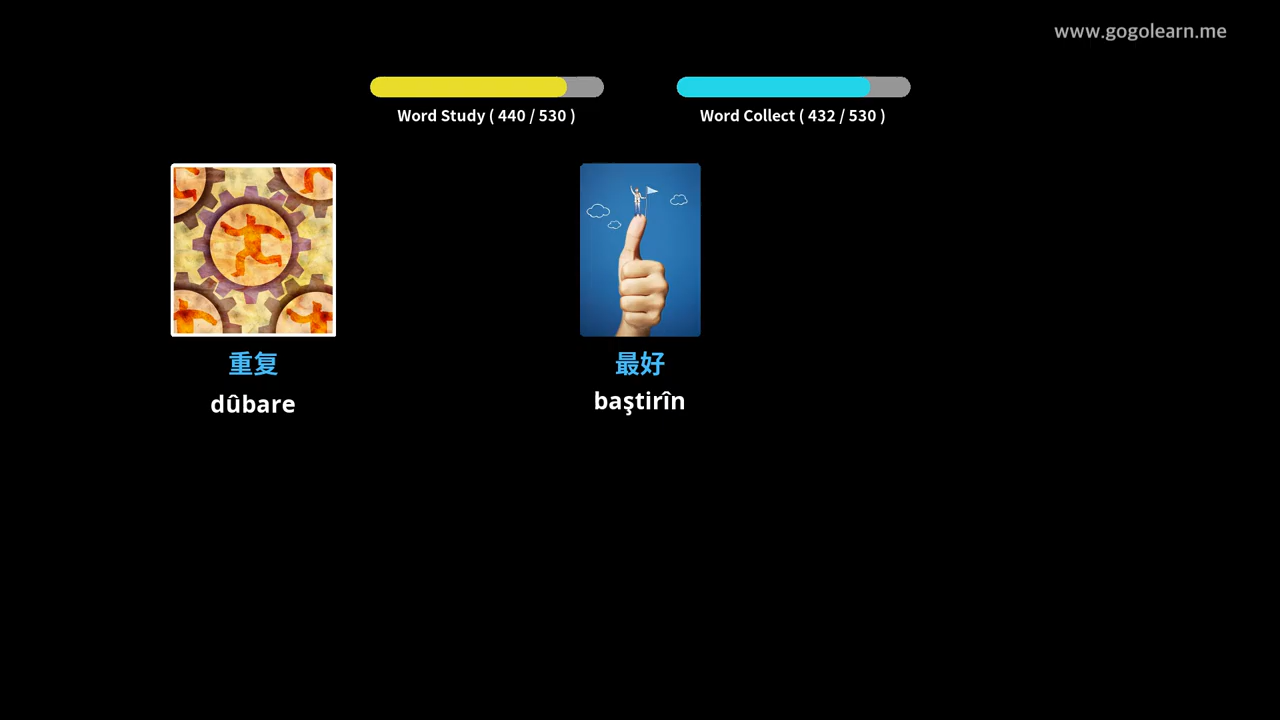 www.gogolearn.me
Word Study ( 440 / 530 )
Word Collect ( 432 / 530 )
重复
dûbare
最好
baştirîn